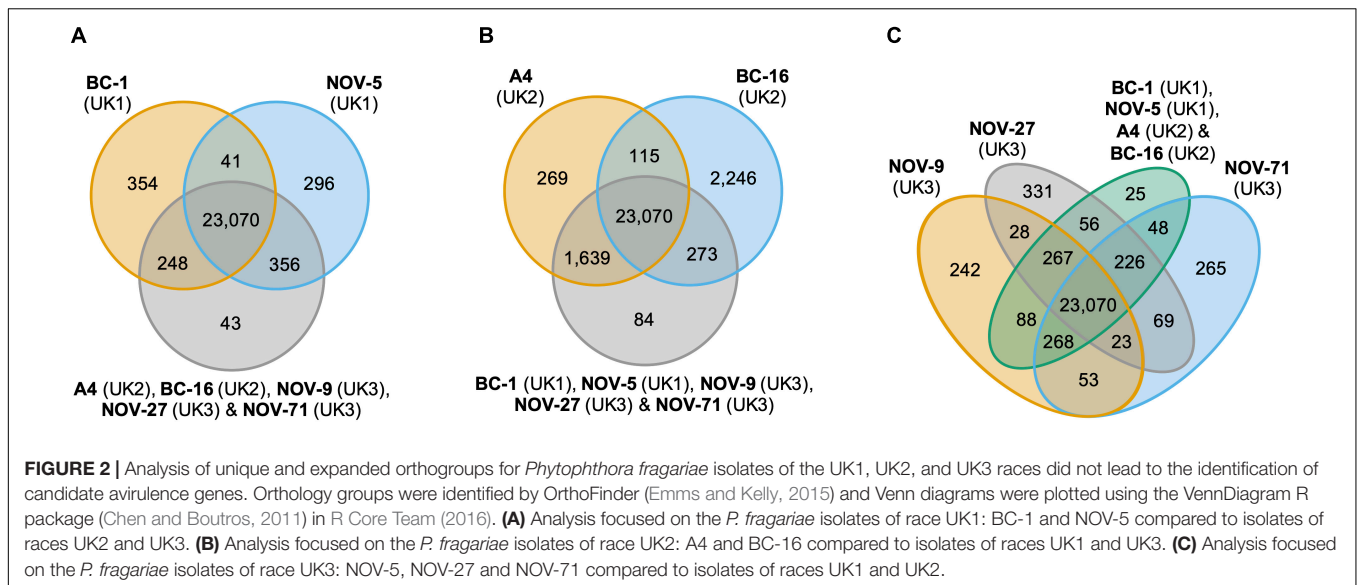 A
BC-1
(UK1)
NOV-5
(UK1)
354
41
296
23,070
248
356
43
A4 (UK2), BC-16 (UK2), NOV-9 (UK3),
NOV-27 (UK3) & NOV-71 (UK3)
B
A4
(UK2)
BC-16
(UK2)
269
115
2,246
23,070
1,639
273
84
BC-1 (UK1), NOV-5 (UK1), NOV-9 (UK3),
NOV-27 (UK3) & NOV-71 (UK3)
C
NOV-9
(UK3)
NOV-27
(UK3)
BC-1 (UK1),
NOV-5 (UK1),
A4 (UK2) &
BC-16 (UK2)
NOV-71
(UK3)
331
25
28
56
48
242
267
226
265
23,070
88
69
268
23
53
FIGURE 2 | Analysis of unique and expanded orthogroups for Phytophthora fragariae isolates of the UK1, UK2, and UK3 races did not lead to the identification of
candidate avirulence genes. Orthology groups were identified by OrthoFinder (Emms and Kelly, 2015) and Venn diagrams were plotted using the VennDiagram R
package (Chen and Boutros, 2011) in R Core Team (2016). (A) Analysis focused on the P. fragariae isolates of race UK1: BC-1 and NOV-5 compared to isolates of
races UK2 and UK3. (B) Analysis focused on the P. fragariae isolates of race UK2: A4 and BC-16 compared to isolates of races UK1 and UK3. (C) Analysis focused
on the P. fragariae isolates of race UK3: NOV-5, NOV-27 and NOV-71 compared to isolates of races UK1 and UK2.